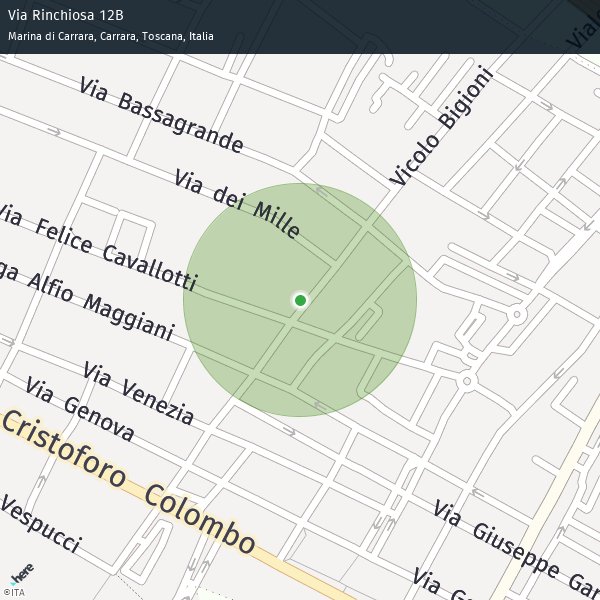 Via Rinchiosa 12B
Marina di Carrara, Carrara, Toscana, Italia
Via Bassagrande
Vicolo Bigioni
Via dei Mille
Via Felice Cavallotti
ga Alfio Maggiani
Via Venezia
Via Genova
Cristoforo Colombo
Vespucci
Via Giuseppe Gar
Via G
here
©ITA